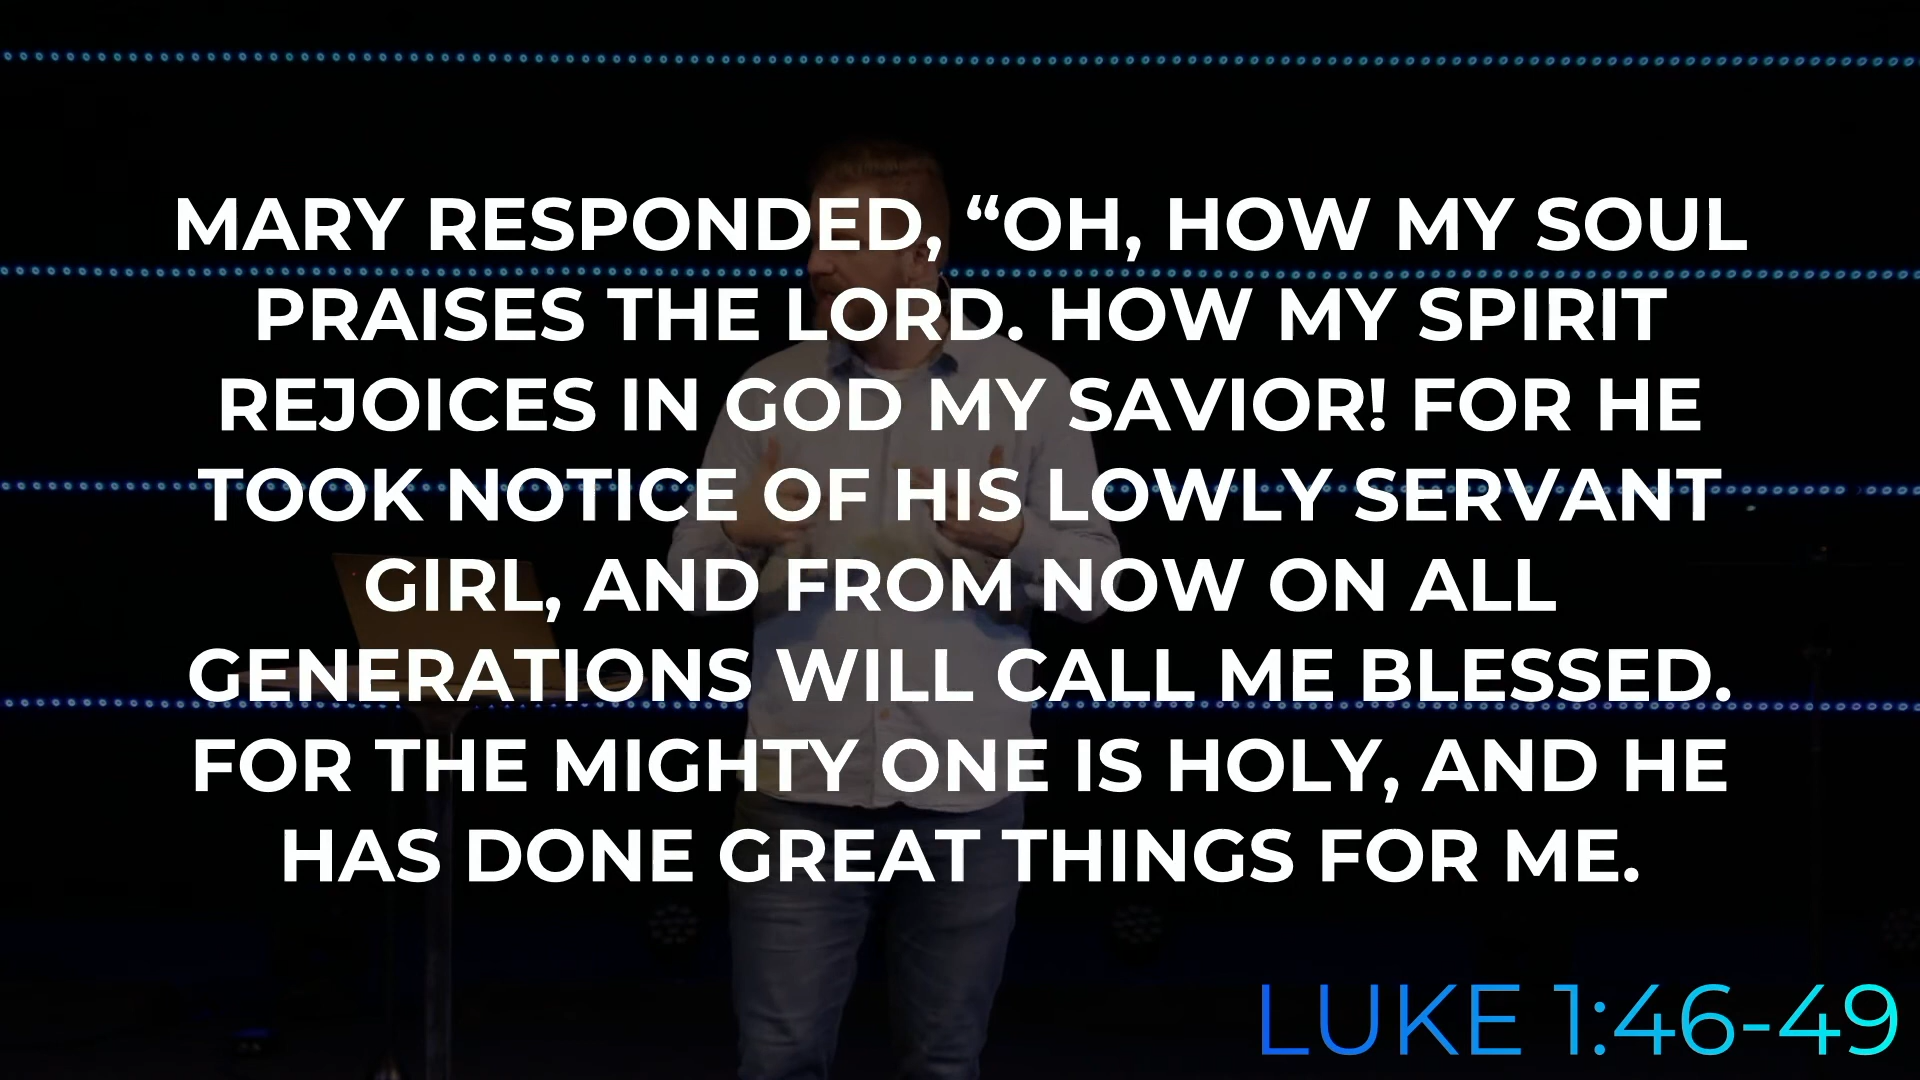 MARY RESPONDED, “OH, HOW MY SOUL
PRAISES THE LORD. HOW MY SPIRIT
REJOICES IN GOD MY SAVIOR! FOR HE
TOOK NOTICE OF HIS LOWLY SERVANT
GIRL, AND FROM NOW ON ALL
GENERATIONS WILL CALL ME BLESSED.
FOR THE MIGHTY ONE IS HOLY, AND HE
HAS DONE GREAT THINGS FOR ME.
LUKE 1:46-49